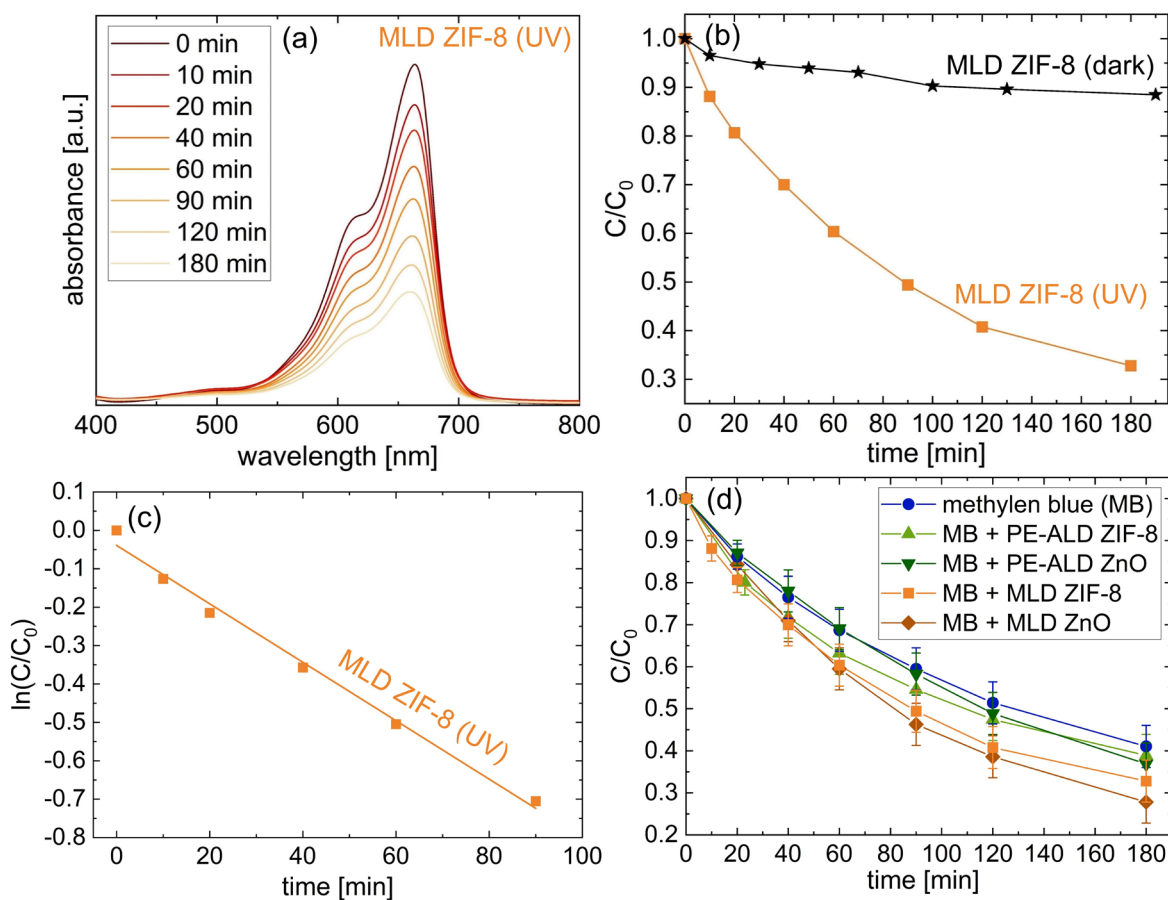 (a)
MLD ZIF-8 (UV)
0 min
10 min
20 min
40 min
60 min
90 min
120 min
180 min
absorbance [a.u.]
400 500 600 700 800
wavelength [nm]
(b)
MLD ZIF-8 (dark)
MLD ZIF-8 (UV)
1.0
0.9
0.8
0.7
0.6
0.5
0.4
0.3
C/C0
0 20 40 60 80 100 120 140 160 180
time [min]
(c)
MLD ZIF-8 (UV)
0.1
0.0
-0.1
-0.2
-0.3
-0.4
-0.5
-0.6
-0.7
-0.8
ln(C/C0)
0 20 40 60 80 100
time [min]
(d)
methylen blue (MB)
MB + PE-ALD ZIF-8
MB + PE-ALD ZnO
MB + MLD ZIF-8
MB + MLD ZnO
1.0
0.9
0.8
0.7
0.6
0.5
0.4
0.3
0.2
C/C0
0 20 40 60 80 100 120 140 160 180
time [min]